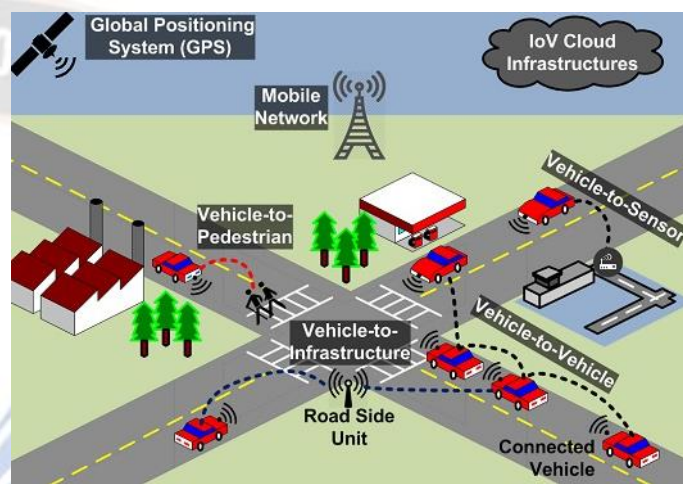 Global Positioning
System (GPS)
IoV Cloud
Infrastructures
Mobile
Network
Vehicle-to-Sensor
Vehicle-to-
Pedestrian
Vehicle-to-
Infrastructure
Vehicle-to-Vehicle
Road Side
Unit
Connected
Vehicle